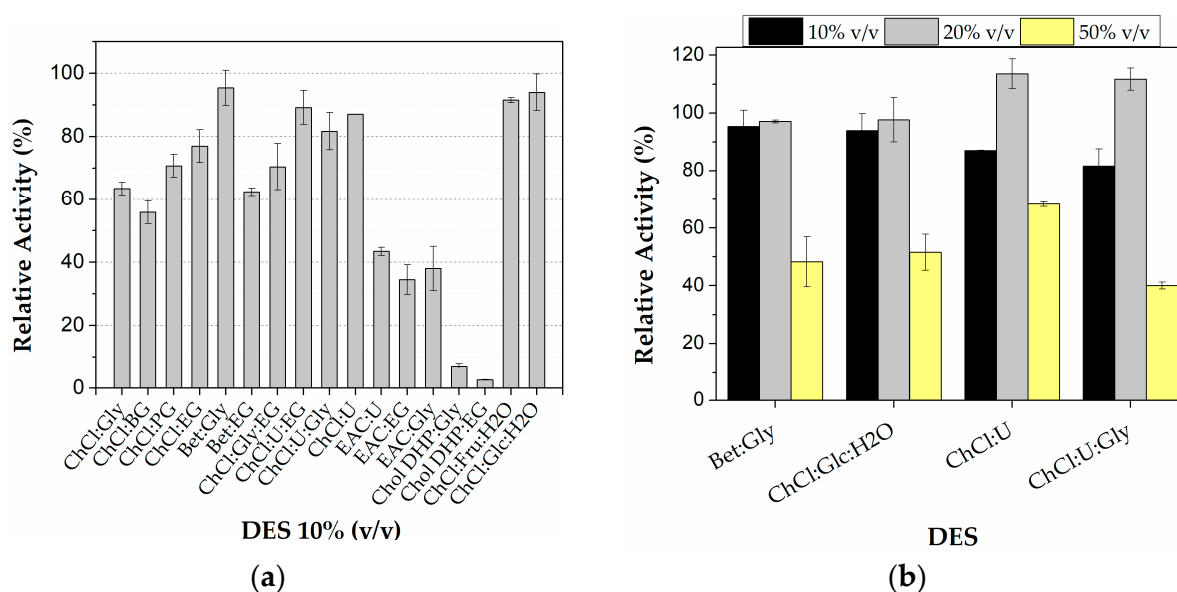 Relative Activity (%)
100
80
60
40
20
0
ChCl:Gly
ChCl:BG
ChCl:PG
ChCl:EG
Bet:Gly
Bet:EG
ChCl:Gly:EG
ChCl:U:EG
ChCl:U:Gly
ChCl:U
EAC:U
EAC:EG
EAC:Gly
Chol DHP:Gly
Chol DHP:EG
ChCl:Fru:H2O
ChCl:Glc:H2O
DES 10% (v/v)
(a)
10% v/v 20% v/v 50% v/v
Relative Activity (%)
120
100
80
60
40
20
0
Bet:Gly
ChCl:Glc:H2O
ChCl:U
ChCl:U:Gly
DES
(b)